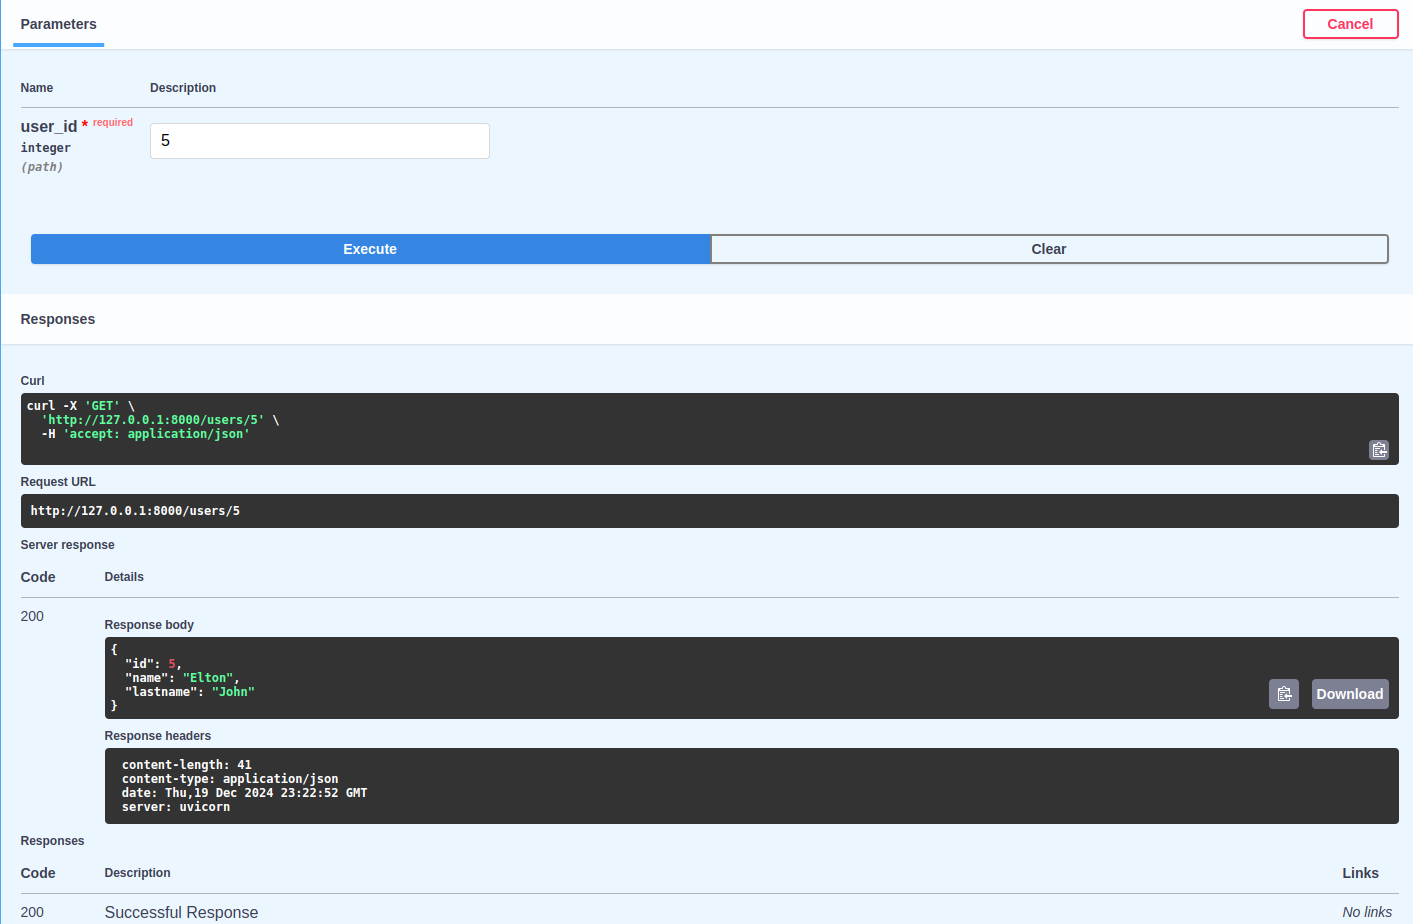 Parameters
Cancel
Name Description
user_id * required
integer
(path)
5
Execute Clear
Responses
Curl
curl -X 'GET' \
  'http://127.0.0.1:8000/users/5' \
  -H 'accept: application/json'
Request URL
http://127.0.0.1:8000/users/5
Server response
Code Details
200
Response body
{
  "id": 5,
  "name": "Elton",
  "lastname": "John"
}
Download
Response headers
content-length: 41
content-type: application/json
date: Thu,19 Dec 2024 23:22:52 GMT
server: uvicorn
Responses
Code Description Links
200 Successful Response No links